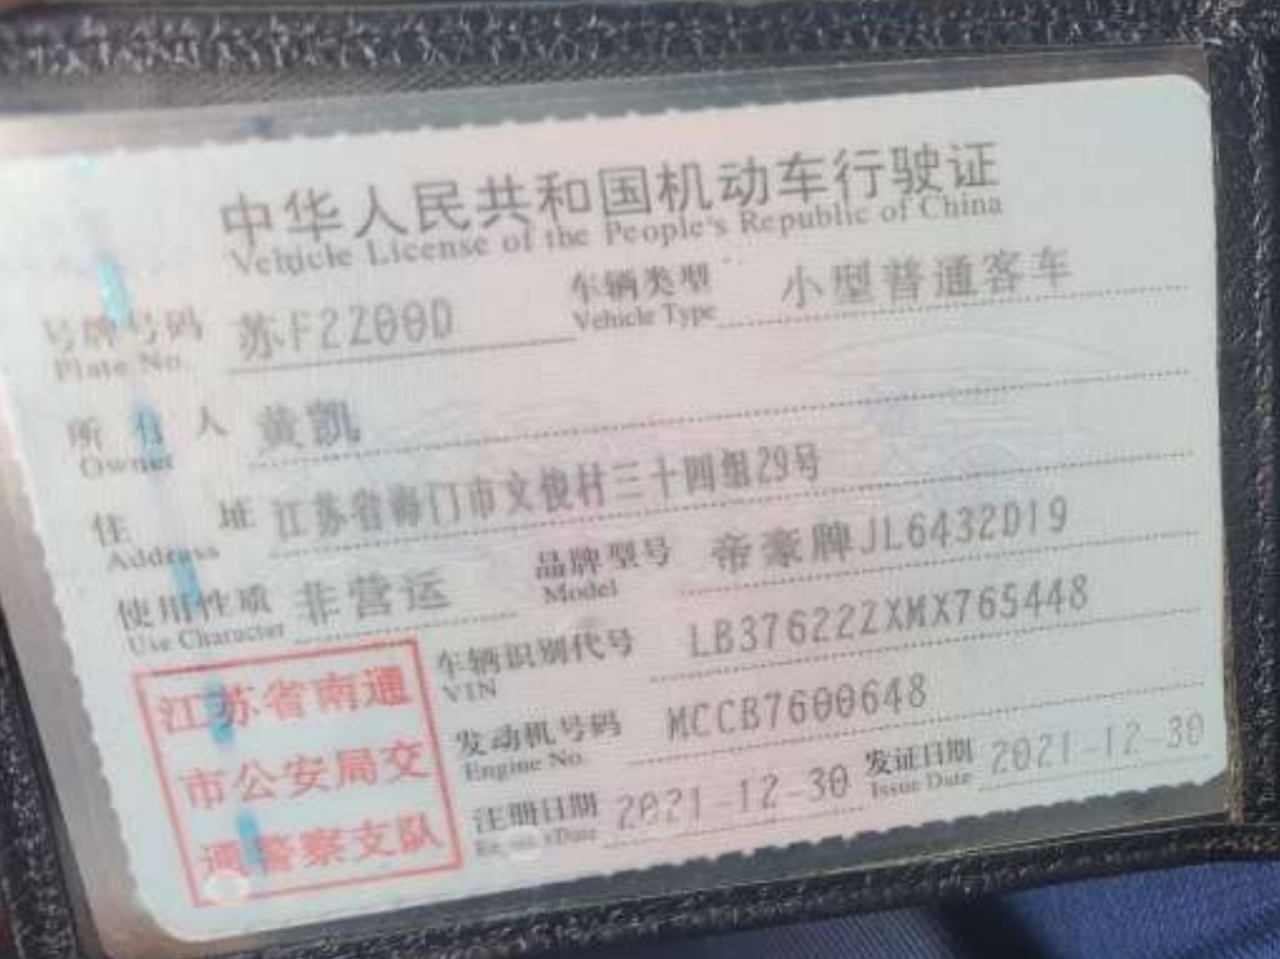 中华人民共和国机动车行驶证
Vehicle License of the People's Republic of China
号牌号码 苏F2Z00D 车辆类型 小型普通客车
Plate No. Vehicle Type
所有人 黄凯
Owner
住址 江苏省海门市文俊村三十四组29号
Address
使用性质 非营运 品牌型号 帝豪牌JL6432D19
Use Character Model
车辆识别代号 LB37622ZXMX765448
VIN
发动机号码 MCCB7600648
Engine No.
注册日期 2021-12-30 发证日期 2021-12-30
Date Issue Date
江苏省南通
市公安局交
通警察支队